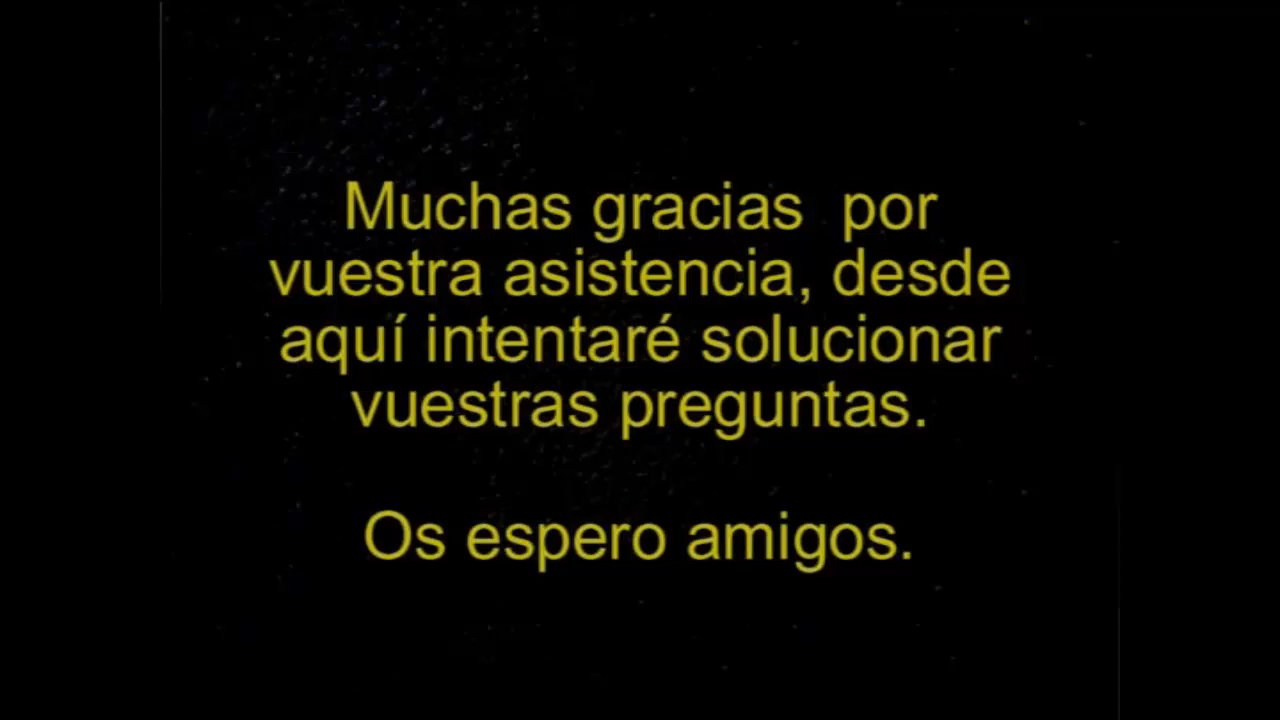 Muchas gracias  por
vuestra asistencia, desde
aquí intentaré solucionar
vuestras preguntas.
Os espero amigos.